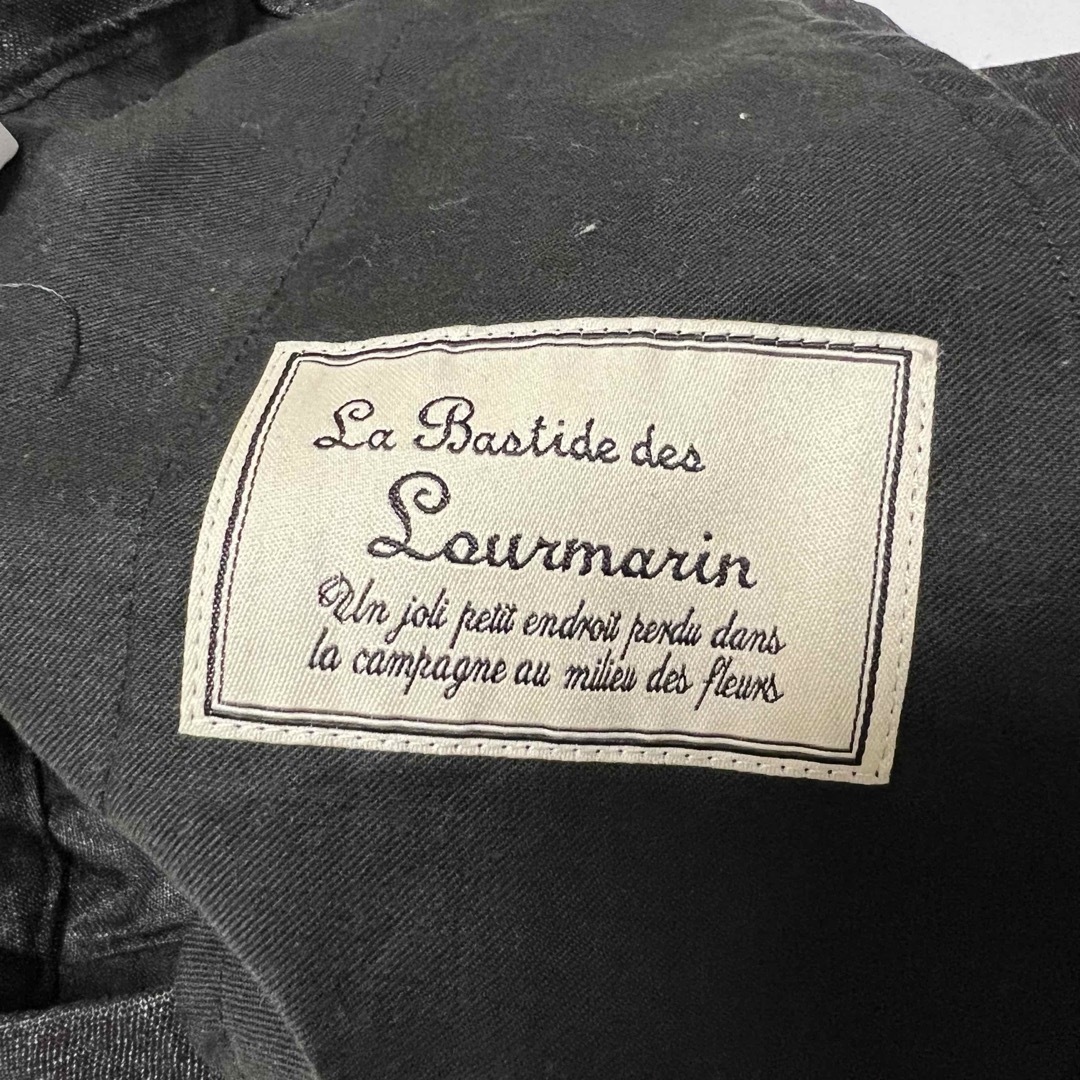 La Bastide des
Lourmarin
Un joli petit endroit perdu dans
la campagne au milieu des fleurs